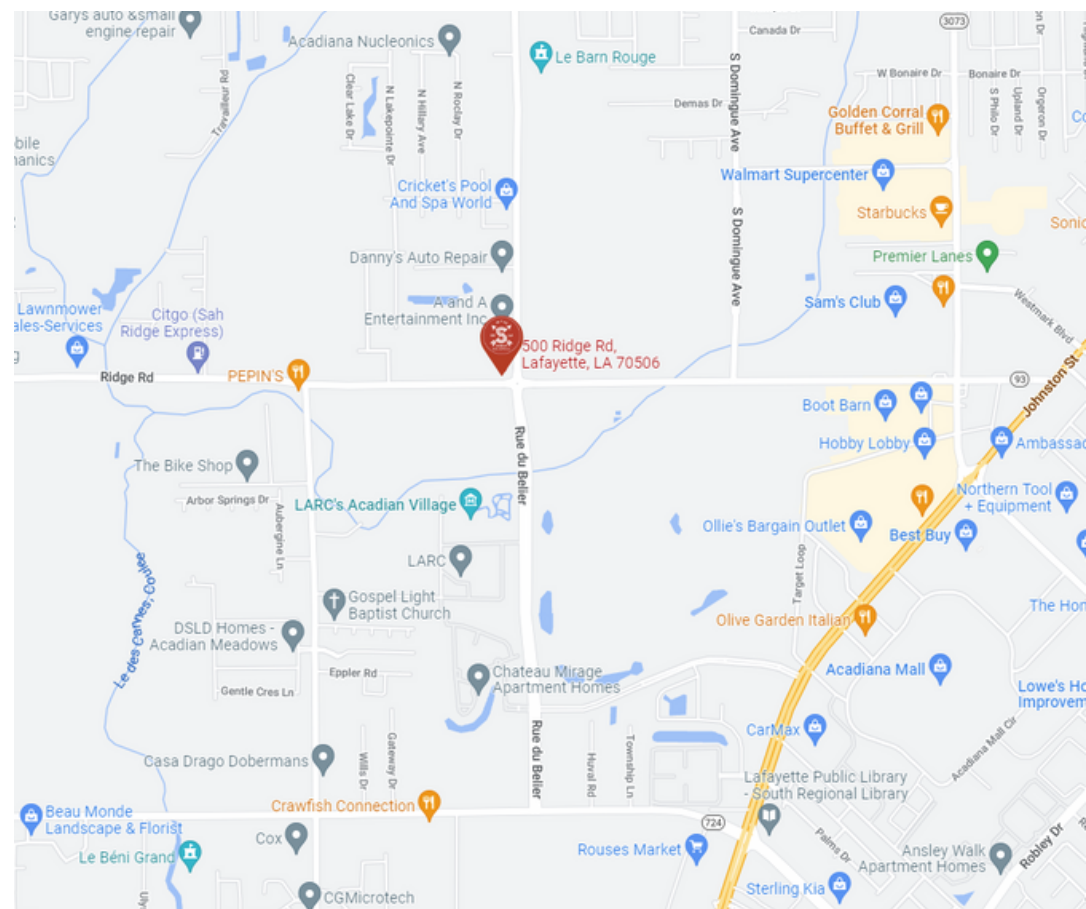 Garys auto &small
engine repair
Acadiana Nucleonics
Le Barn Rouge
Canada Dr
3073
W Bonaire Dr
Bonaire Dr
S Domingue Ave
Demas Dr
Golden Corral
Buffet & Grill
S Philo Dr
Upland Dr
Orgeron Dr
Travailleur Rd
Clear Lake Dr
N Lakepointe Dr
N Hillary Ave
N Roclay Dr
Walmart Supercenter
Cricket's Pool
And Spa World
Starbucks
Sonic
S Domingue Ave
Danny's Auto Repair
Premier Lanes
A and A
Entertainment Inc
Sam's Club
Westmark Blvd
Lawnmower
ales-Services
Citgo (Sah
Ridge Express)
S
500 Ridge Rd,
Lafayette, LA 70506
Ridge Rd
PEPIN'S
93
Johnston St
Boot Barn
Hobby Lobby
Ambassad
Rue du Belier
The Bike Shop
Arbor Springs Dr
Aubergine Ln
LARC's Acadian Village
Northern Tool
+ Equipment
Ollie's Bargain Outlet
Best Buy
LARC
Target Loop
Le des Cannes, Coulee
Gospel Light
Baptist Church
The Hom
DSLD Homes -
Acadian Meadows
Olive Garden Italian
Eppler Rd
Gentle Cres Ln
Chateau Mirage
Apartment Homes
Acadiana Mall
Lowe's Ho
Improvem
Rue du Belier
CarMax
Acadiana Mall Cir
Casa Drago Dobermans
Wills Dr
Gateway Dr
Huval Rd
Township Ln
Lafayette Public Library
- South Regional Library
Crawfish Connection
Beau Monde
Landscape & Florist
724
Cox
Palms Dr
Le Béni Grand
Rouses Market
Ansley Walk
Apartment Homes
Robley Dr
CGMicrotech
Sterling Kia